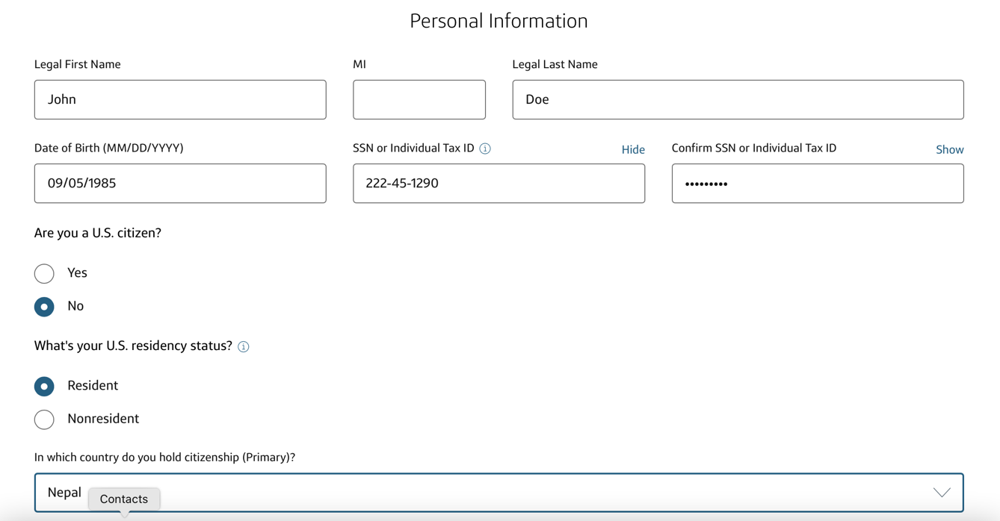 Personal Information
Legal First Name MI Legal Last Name
John Doe
Date of Birth (MM/DD/YYYY) SSN or Individual Tax ID Hide Confirm SSN or Individual Tax ID Show
09/05/1985 222-45-1290 •••••••••
Are you a U.S. citizen?
Yes
No
What's your U.S. residency status?
Resident
Nonresident
In which country do you hold citizenship (Primary)?
Nepal
Contacts